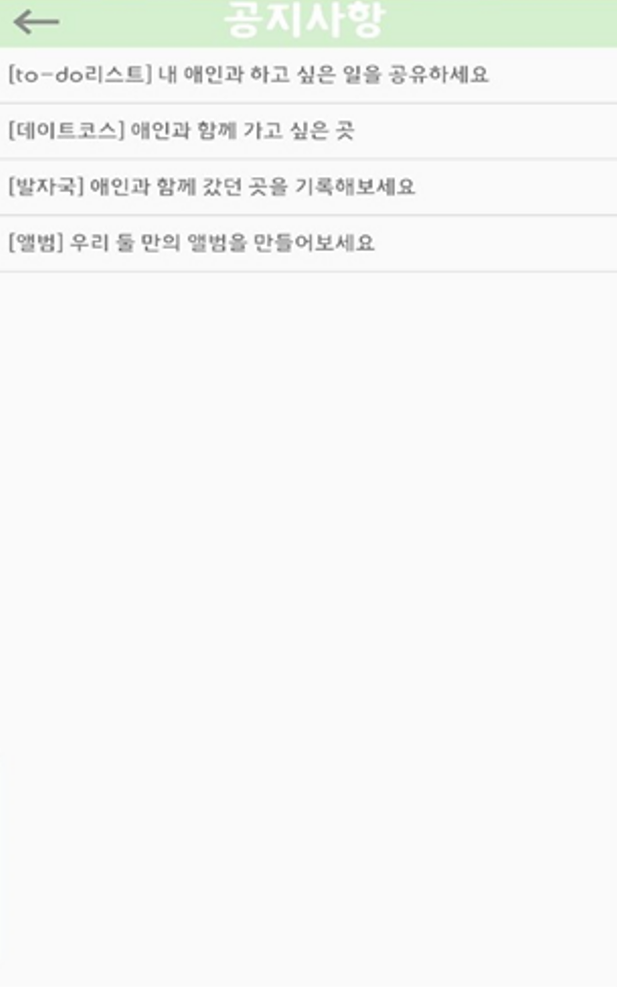 공지사항
[to-do리스트] 내 애인과 하고 싶은 일을 공유하세요
[데이트코스] 애인과 함께 가고 싶은 곳
[발자국] 애인과 함께 갔던 곳을 기록해보세요
[앨범] 우리 둘 만의 앨범을 만들어보세요